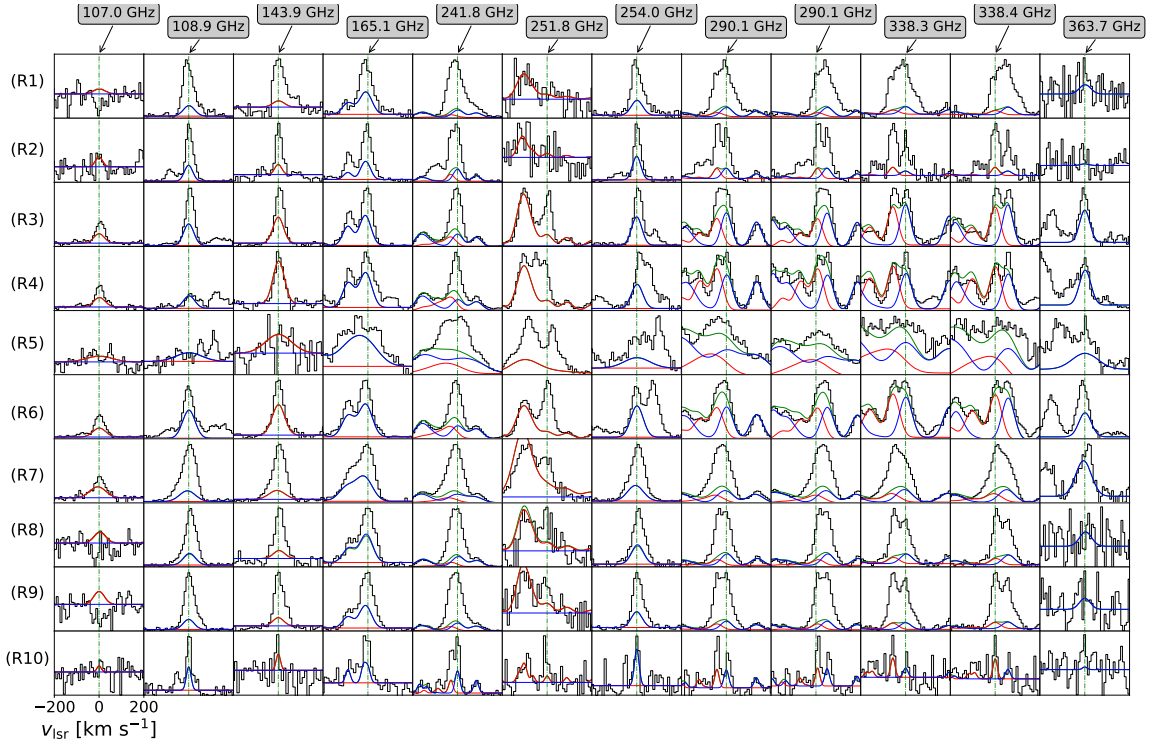 107.0 GHz
143.9 GHz
241.8 GHz
254.0 GHz
290.1 GHz
338.4 GHz
108.9 GHz
165.1 GHz
251.8 GHz
290.1 GHz
338.3 GHz
363.7 GHz
(R1)
(R2)
(R3)
(R4)
(R5)
(R6)
(R7)
(R8)
(R9)
(R10)
−200 0 200
v_lsr [km s⁻¹]